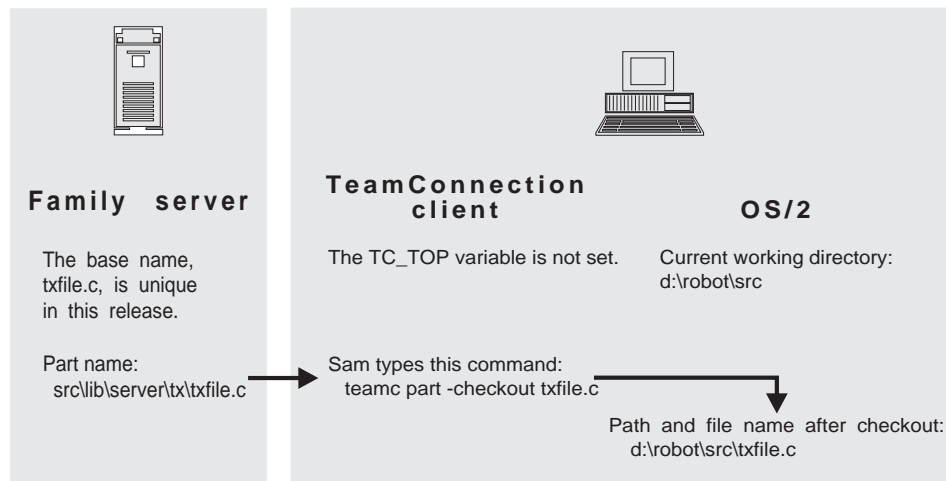 Family server
The base name,
txfile.c, is unique
in this release.
Part name:
src\lib\server\tx\txfile.c
TeamConnection
client
The TC_TOP variable is not set.
Sam types this command:
teamc part -checkout txfile.c
OS/2
Current working directory:
d:\robot\src
Path and file name after checkout:
d:\robot\src\txfile.c